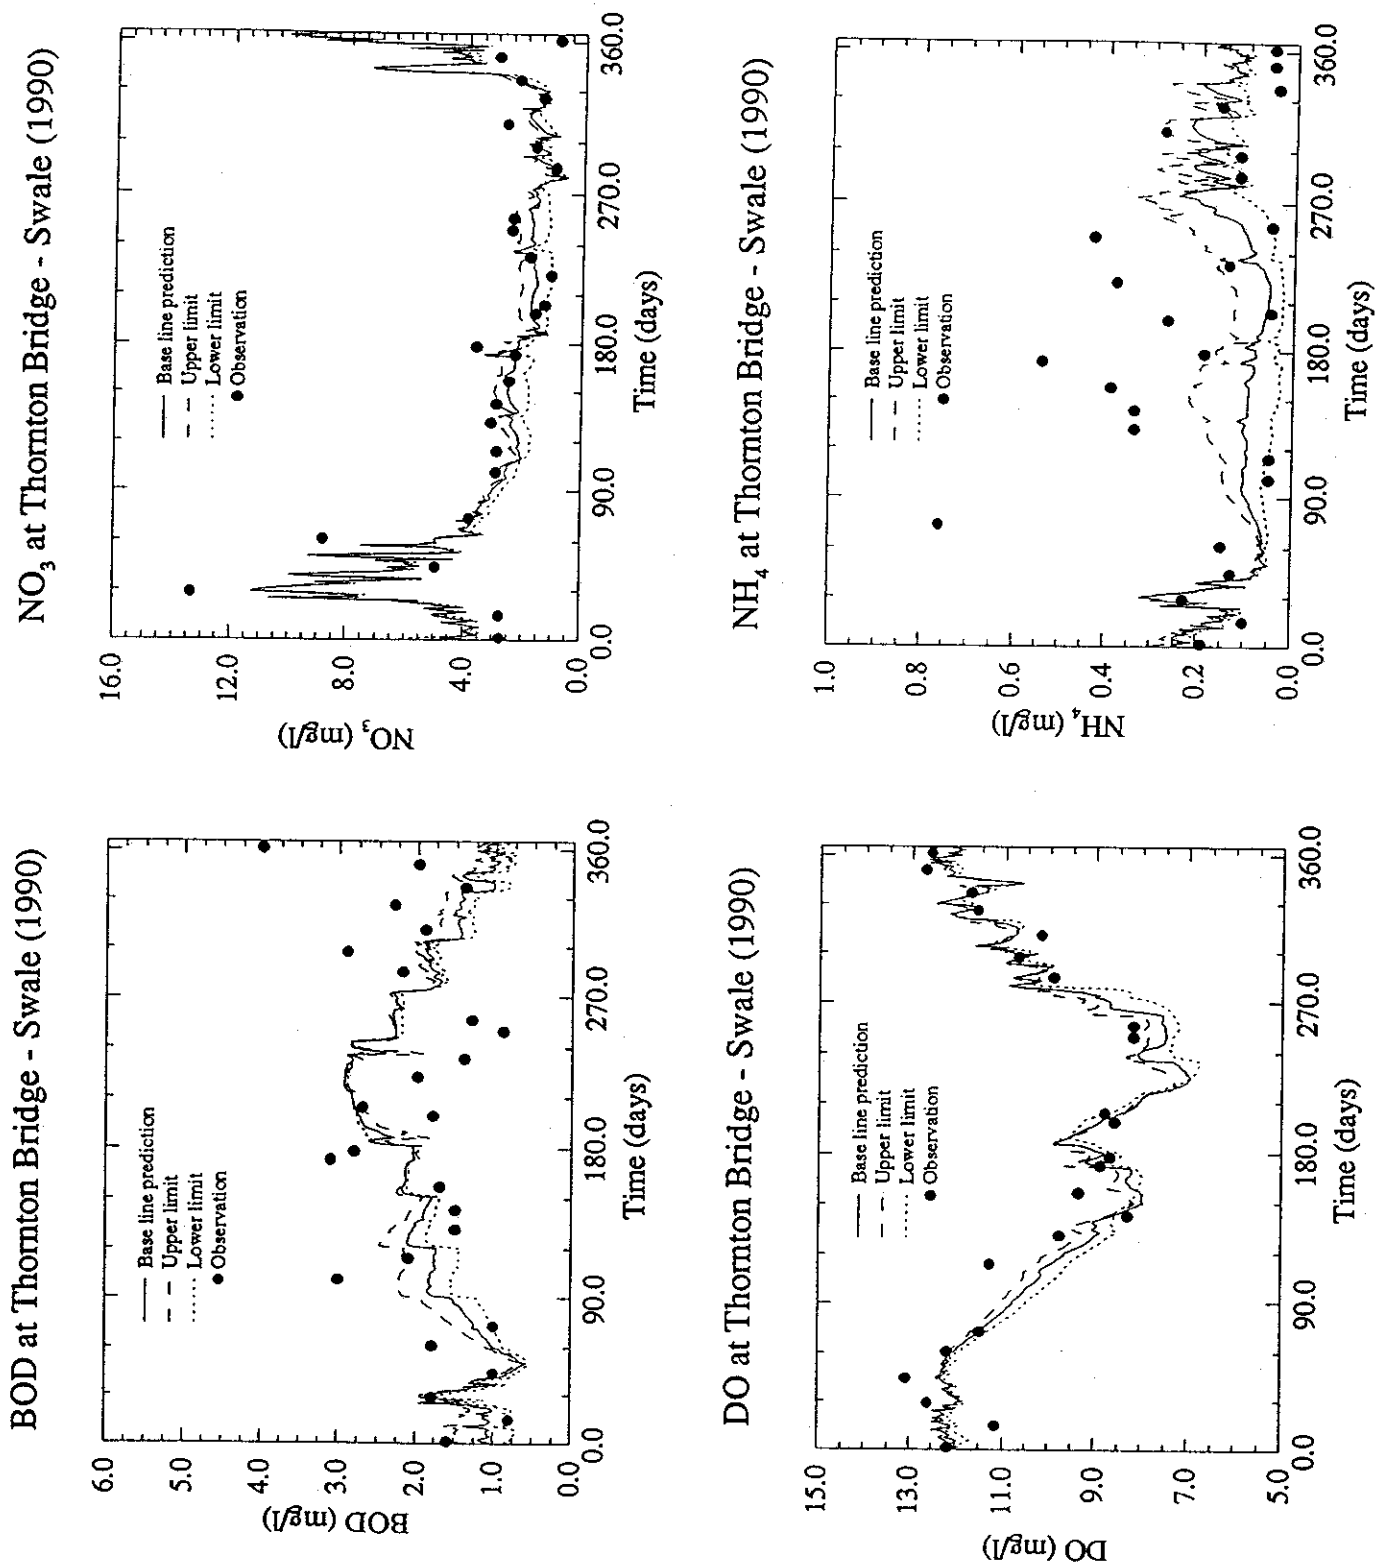 BOD at Thornton Bridge - Swale (1990)
BOD (mg/l)
6.0
5.0
4.0
3.0
2.0
1.0
0.0
Base line prediction
Upper limit
Lower limit
Observation
0.0
90.0
180.0
270.0
360.0
Time (days)
NO₃ at Thornton Bridge - Swale (1990)
NO₃ (mg/l)
16.0
12.0
8.0
4.0
0.0
Base line prediction
Upper limit
Lower limit
Observation
0.0
90.0
180.0
270.0
360.0
Time (days)
DO at Thornton Bridge - Swale (1990)
DO (mg/l)
15.0
13.0
11.0
9.0
7.0
5.0
Base line prediction
Upper limit
Lower limit
Observation
0.0
90.0
180.0
270.0
360.0
Time (days)
NH₄ at Thornton Bridge - Swale (1990)
NH₄ (mg/l)
1.0
0.8
0.6
0.4
0.2
0.0
Base line prediction
Upper limit
Lower limit
Observation
0.0
90.0
180.0
270.0
360.0
Time (days)